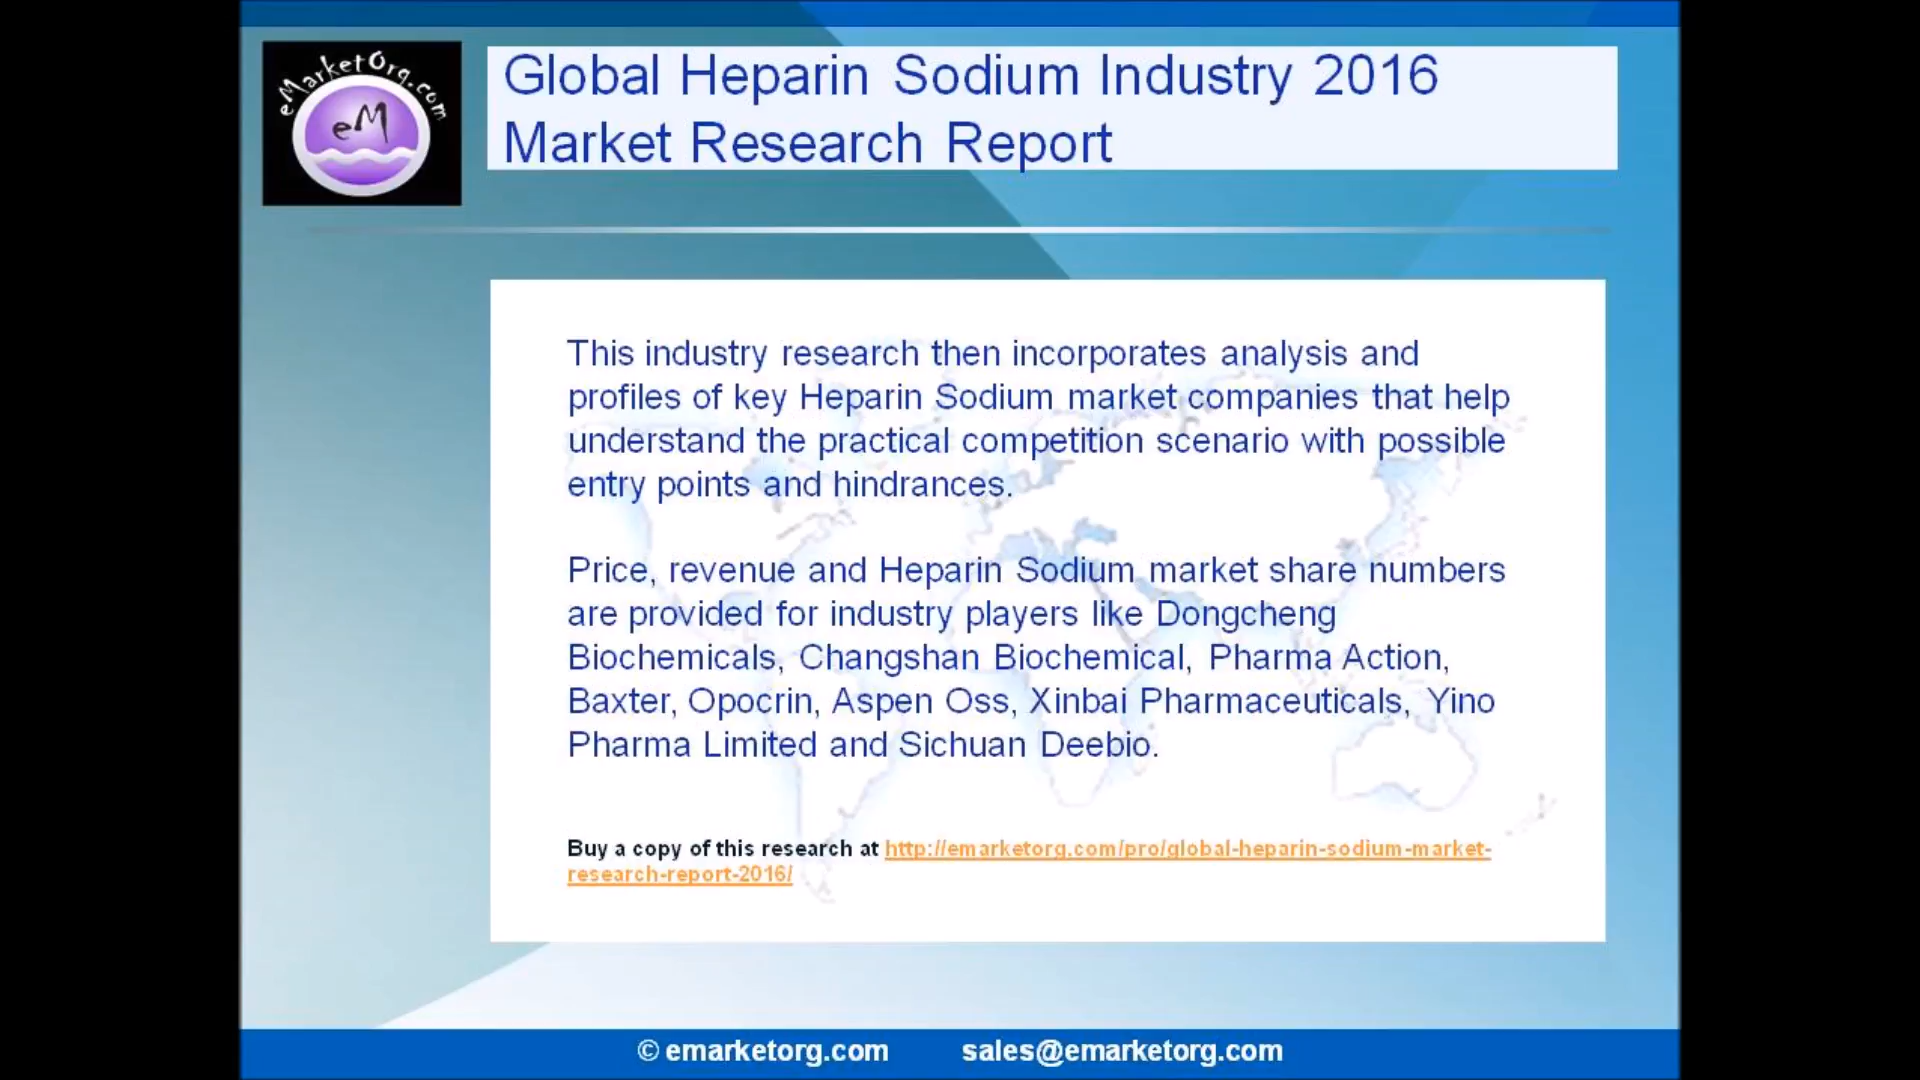 eMarketOrg.com
eM
Global Heparin Sodium Industry 2016
Market Research Report
This industry research then incorporates analysis and
profiles of key Heparin Sodium market companies that help
understand the practical competition scenario with possible
entry points and hindrances.
Price, revenue and Heparin Sodium market share numbers
are provided for industry players like Dongcheng
Biochemicals, Changshan Biochemical, Pharma Action,
Baxter, Opocrin, Aspen Oss, Xinbai Pharmaceuticals, Yino
Pharma Limited and Sichuan Deebio.
Buy a copy of this research at http://emarketorg.com/pro/global-heparin-sodium-market-
research-report-2016/
© emarketorg.com sales@emarketorg.com